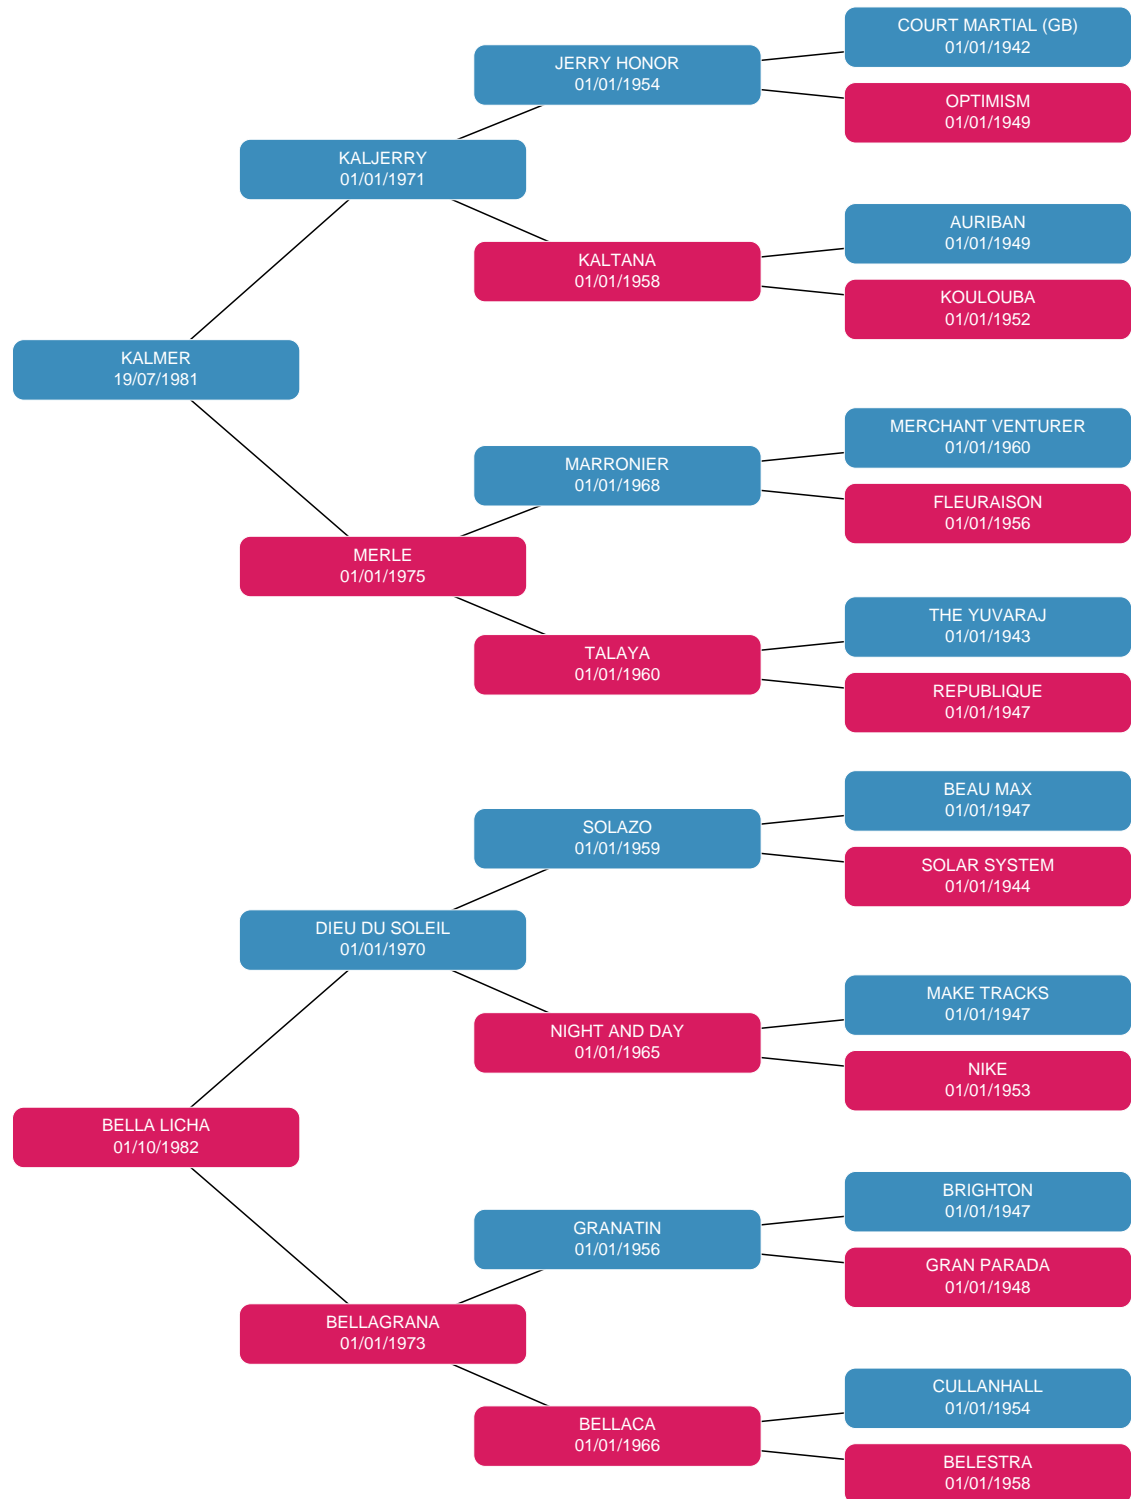 COURT MARTIAL (GB)
01/01/1942
JERRY HONOR
01/01/1954
OPTIMISM
01/01/1949
KALJERRY
01/01/1971
AURIBAN
01/01/1949
KALTANA
01/01/1958
KOULOUBA
01/01/1952
KALMER
19/07/1981
MERCHANT VENTURER
01/01/1960
MARRONIER
01/01/1968
FLEURAISON
01/01/1956
MERLE
01/01/1975
THE YUVARAJ
01/01/1943
TALAYA
01/01/1960
REPUBLIQUE
01/01/1947
BEAU MAX
01/01/1947
SOLAZO
01/01/1959
SOLAR SYSTEM
01/01/1944
DIEU DU SOLEIL
01/01/1970
MAKE TRACKS
01/01/1947
NIGHT AND DAY
01/01/1965
NIKE
01/01/1953
BELLA LICHA
01/10/1982
BRIGHTON
01/01/1947
GRANATIN
01/01/1956
GRAN PARADA
01/01/1948
BELLAGRANA
01/01/1973
CULLANHALL
01/01/1954
BELLACA
01/01/1966
BELESTRA
01/01/1958